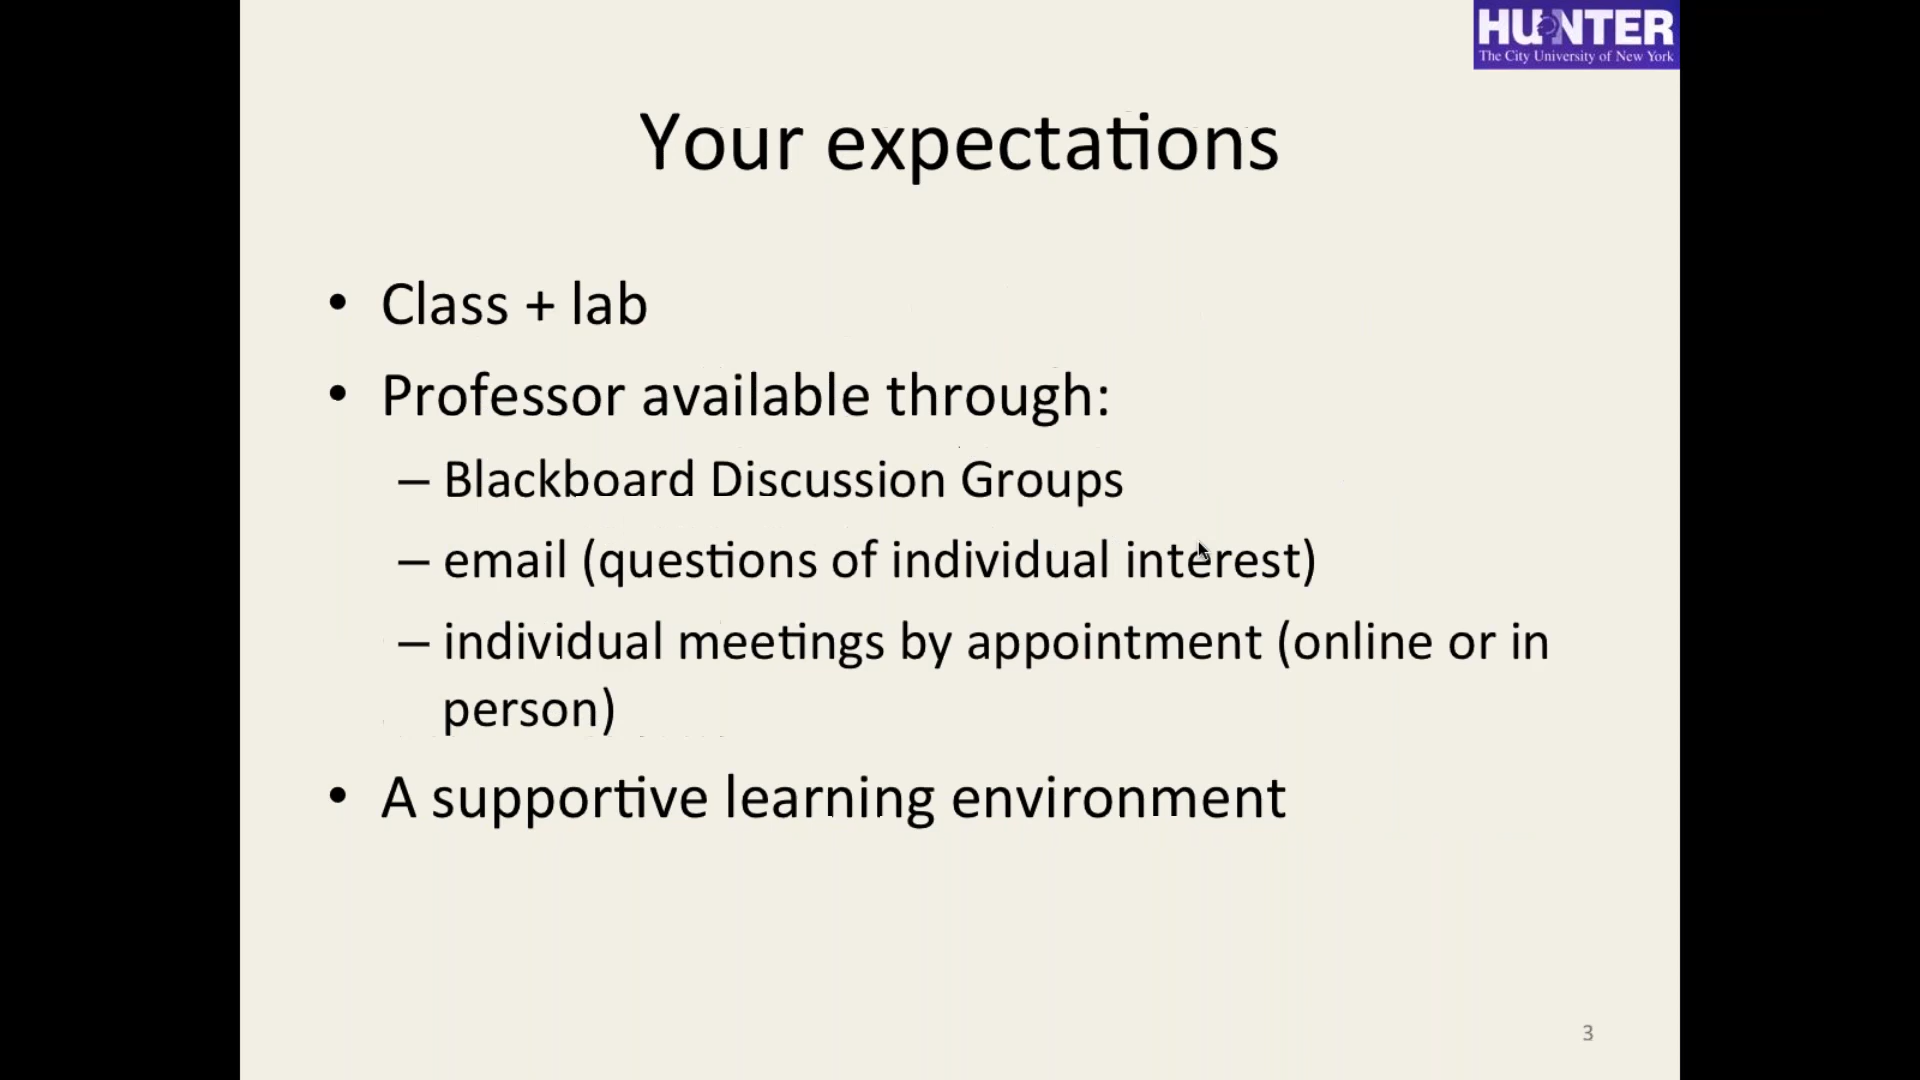 HUNTER
The City University of New York
Your expectations
• Class + lab
• Professor available through:
– Blackboard Discussion Groups
– email (questions of individual interest)
– individual meetings by appointment (online or in
person)
• A supportive learning environment
3